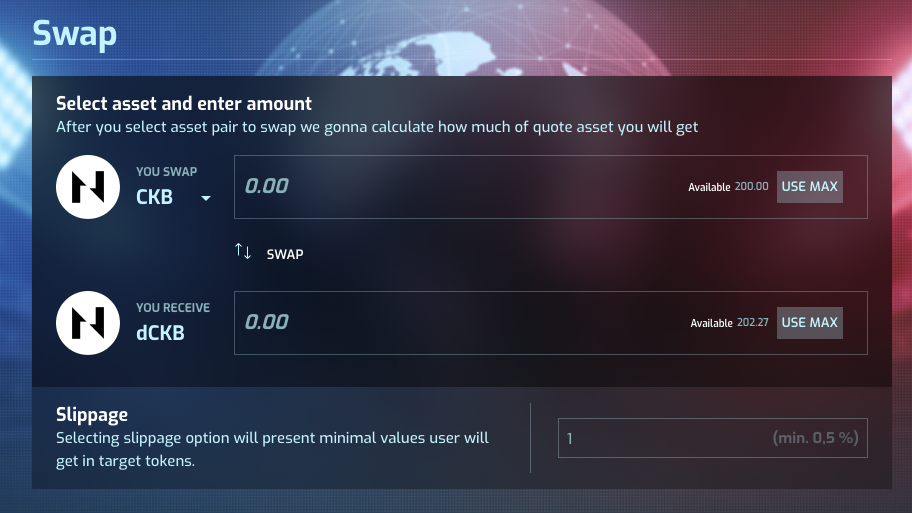 Swap
Select asset and enter amount
After you select asset pair to swap we gonna calculate how much of quote asset you will get
YOU SWAP
CKB
0.00
Available 200.00 USE MAX
SWAP
YOU RECEIVE
dCKB
0.00
Available 202.27 USE MAX
Slippage
Selecting slippage option will present minimal values user will
get in target tokens.
1 (min. 0,5 %)